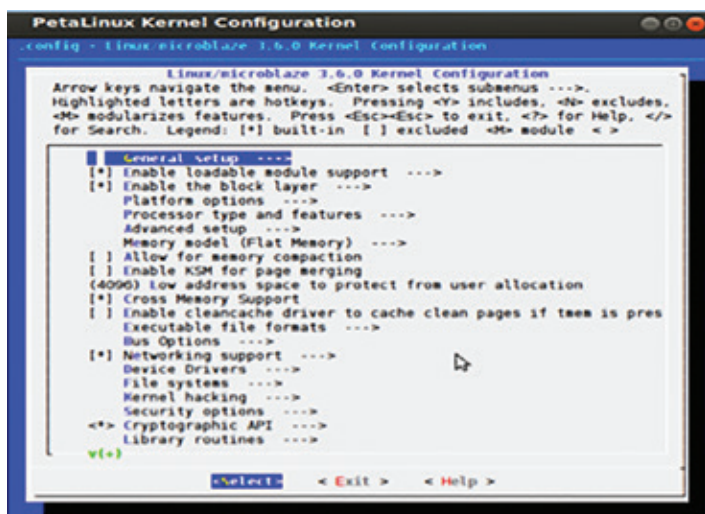 PetaLinux Kernel Configuration
.config - Linux/microblaze 3.6.0 Kernel Configuration
Linux/microblaze 3.6.0 Kernel Configuration
Arrow keys navigate the menu. <Enter> selects submenus --->.
Highlighted letters are hotkeys. Pressing <Y> includes, <N> excludes,
<M> modularizes features. Press <Esc><Esc> to exit, <?> for Help, </>
for Search. Legend: [*] built-in [ ] excluded <M> module < >
General setup --->
[*] Enable loadable module support --->
[*] Enable the block layer --->
Platform options --->
Processor type and features --->
Advanced setup --->
Memory model (Flat Memory) --->
[ ] Allow for memory compaction
[ ] Enable KSM for page merging
(4096) Low address space to protect from user allocation
[*] Cross Memory Support
[ ] Enable cleancache driver to cache clean pages if tmem is pres
Executable file formats --->
Bus Options --->
[*] Networking support --->
Device Drivers --->
File systems --->
Kernel hacking --->
Security options --->
<*> Cryptographic API --->
Library routines --->
v(+)
<Select> < Exit > < Help >